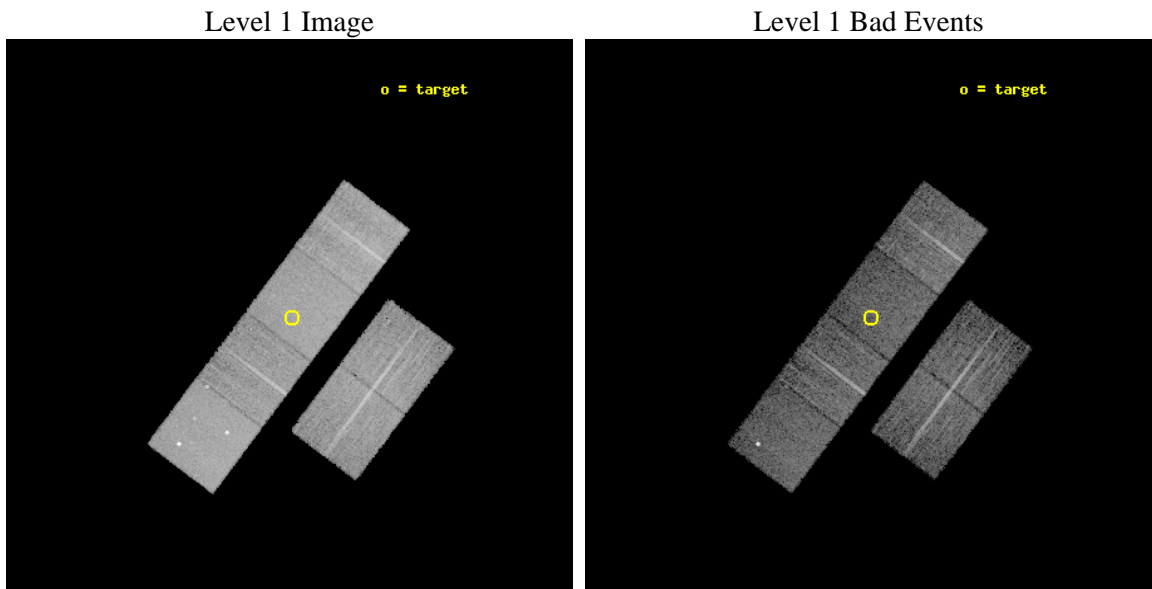 Level 1 Image
Level 1 Bad Events
o = target
o = target